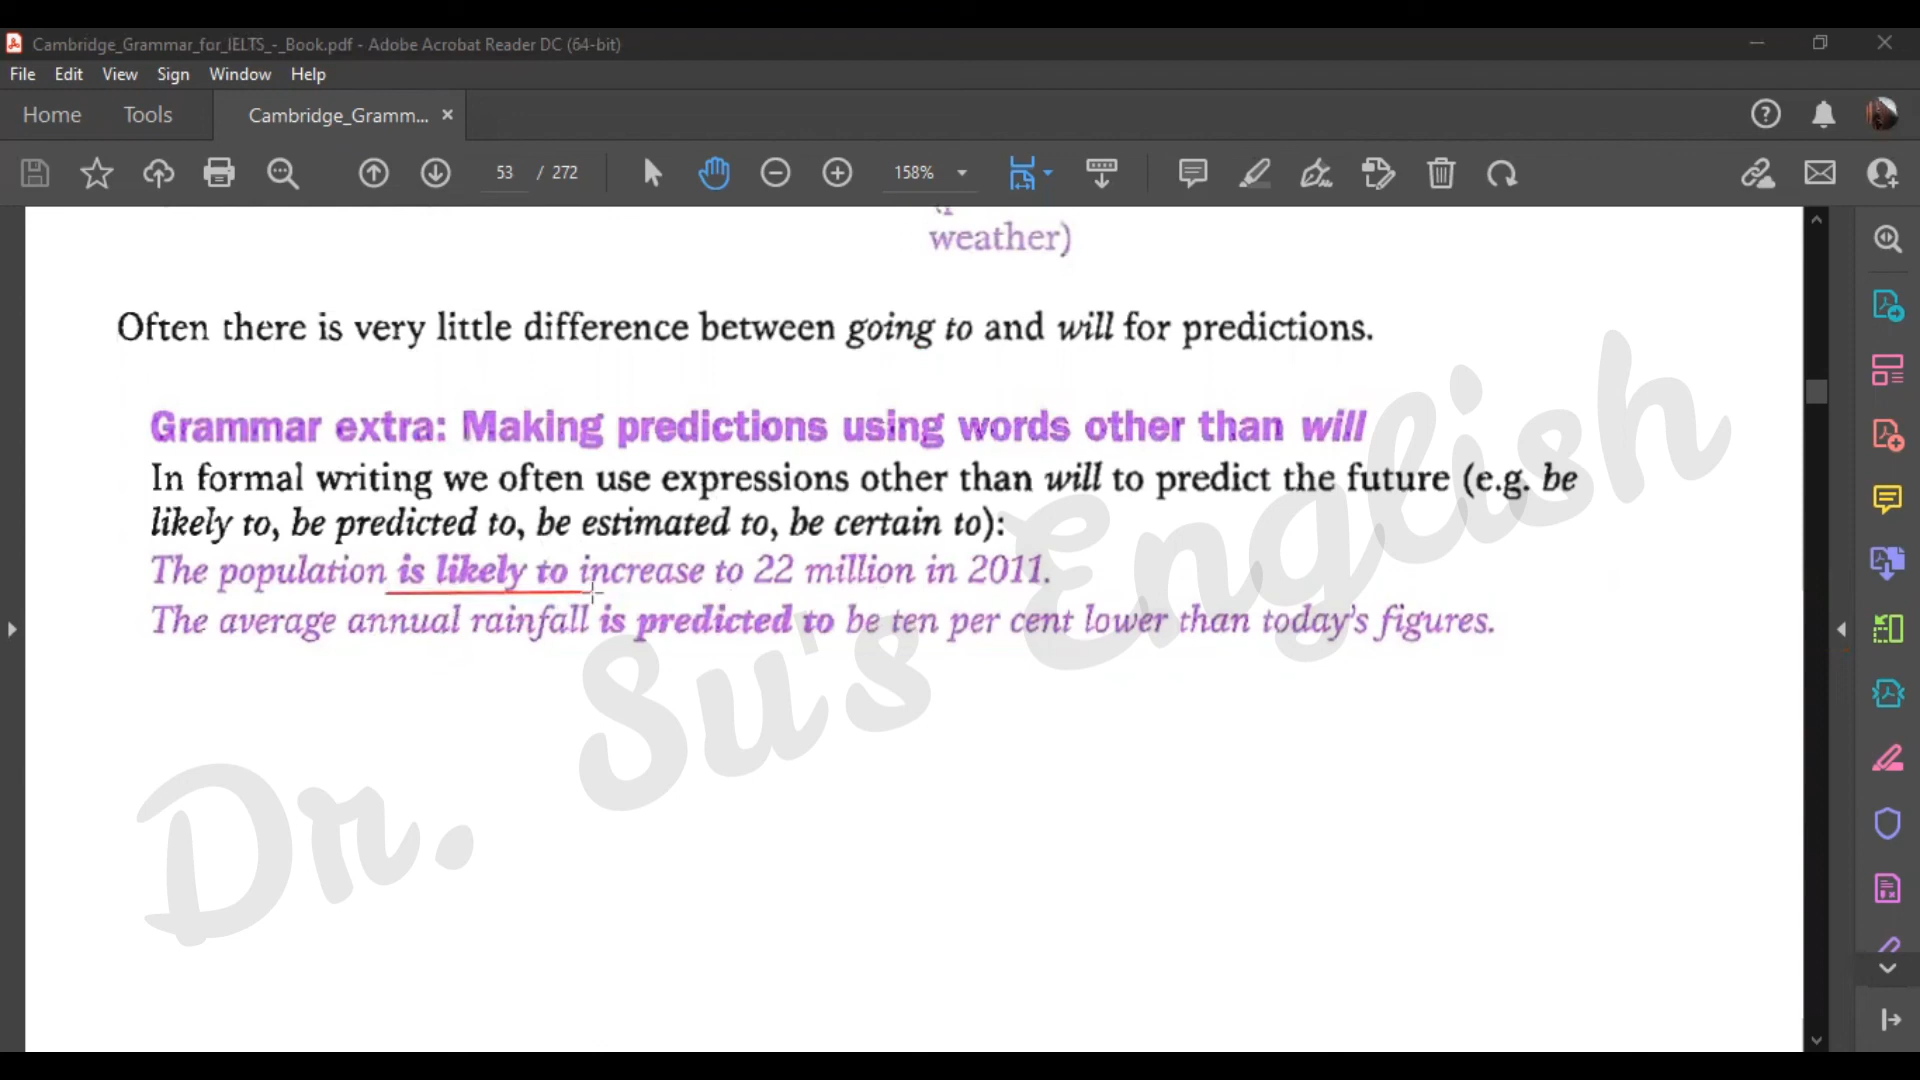 Cambridge_Grammar_for_IELTS_-_Book.pdf - Adobe Acrobat Reader DC (64-bit)
File Edit View Sign Window Help
Home Tools Cambridge_Gramm... ×
53 / 272 158%
weather)
Often there is very little difference between going to and will for predictions.
Grammar extra: Making predictions using words other than will
In formal writing we often use expressions other than will to predict the future (e.g. be
likely to, be predicted to, be estimated to, be certain to):
The population is likely to increase to 22 million in 2011.
The average annual rainfall is predicted to be ten per cent lower than today's figures.
Dr. Su's English